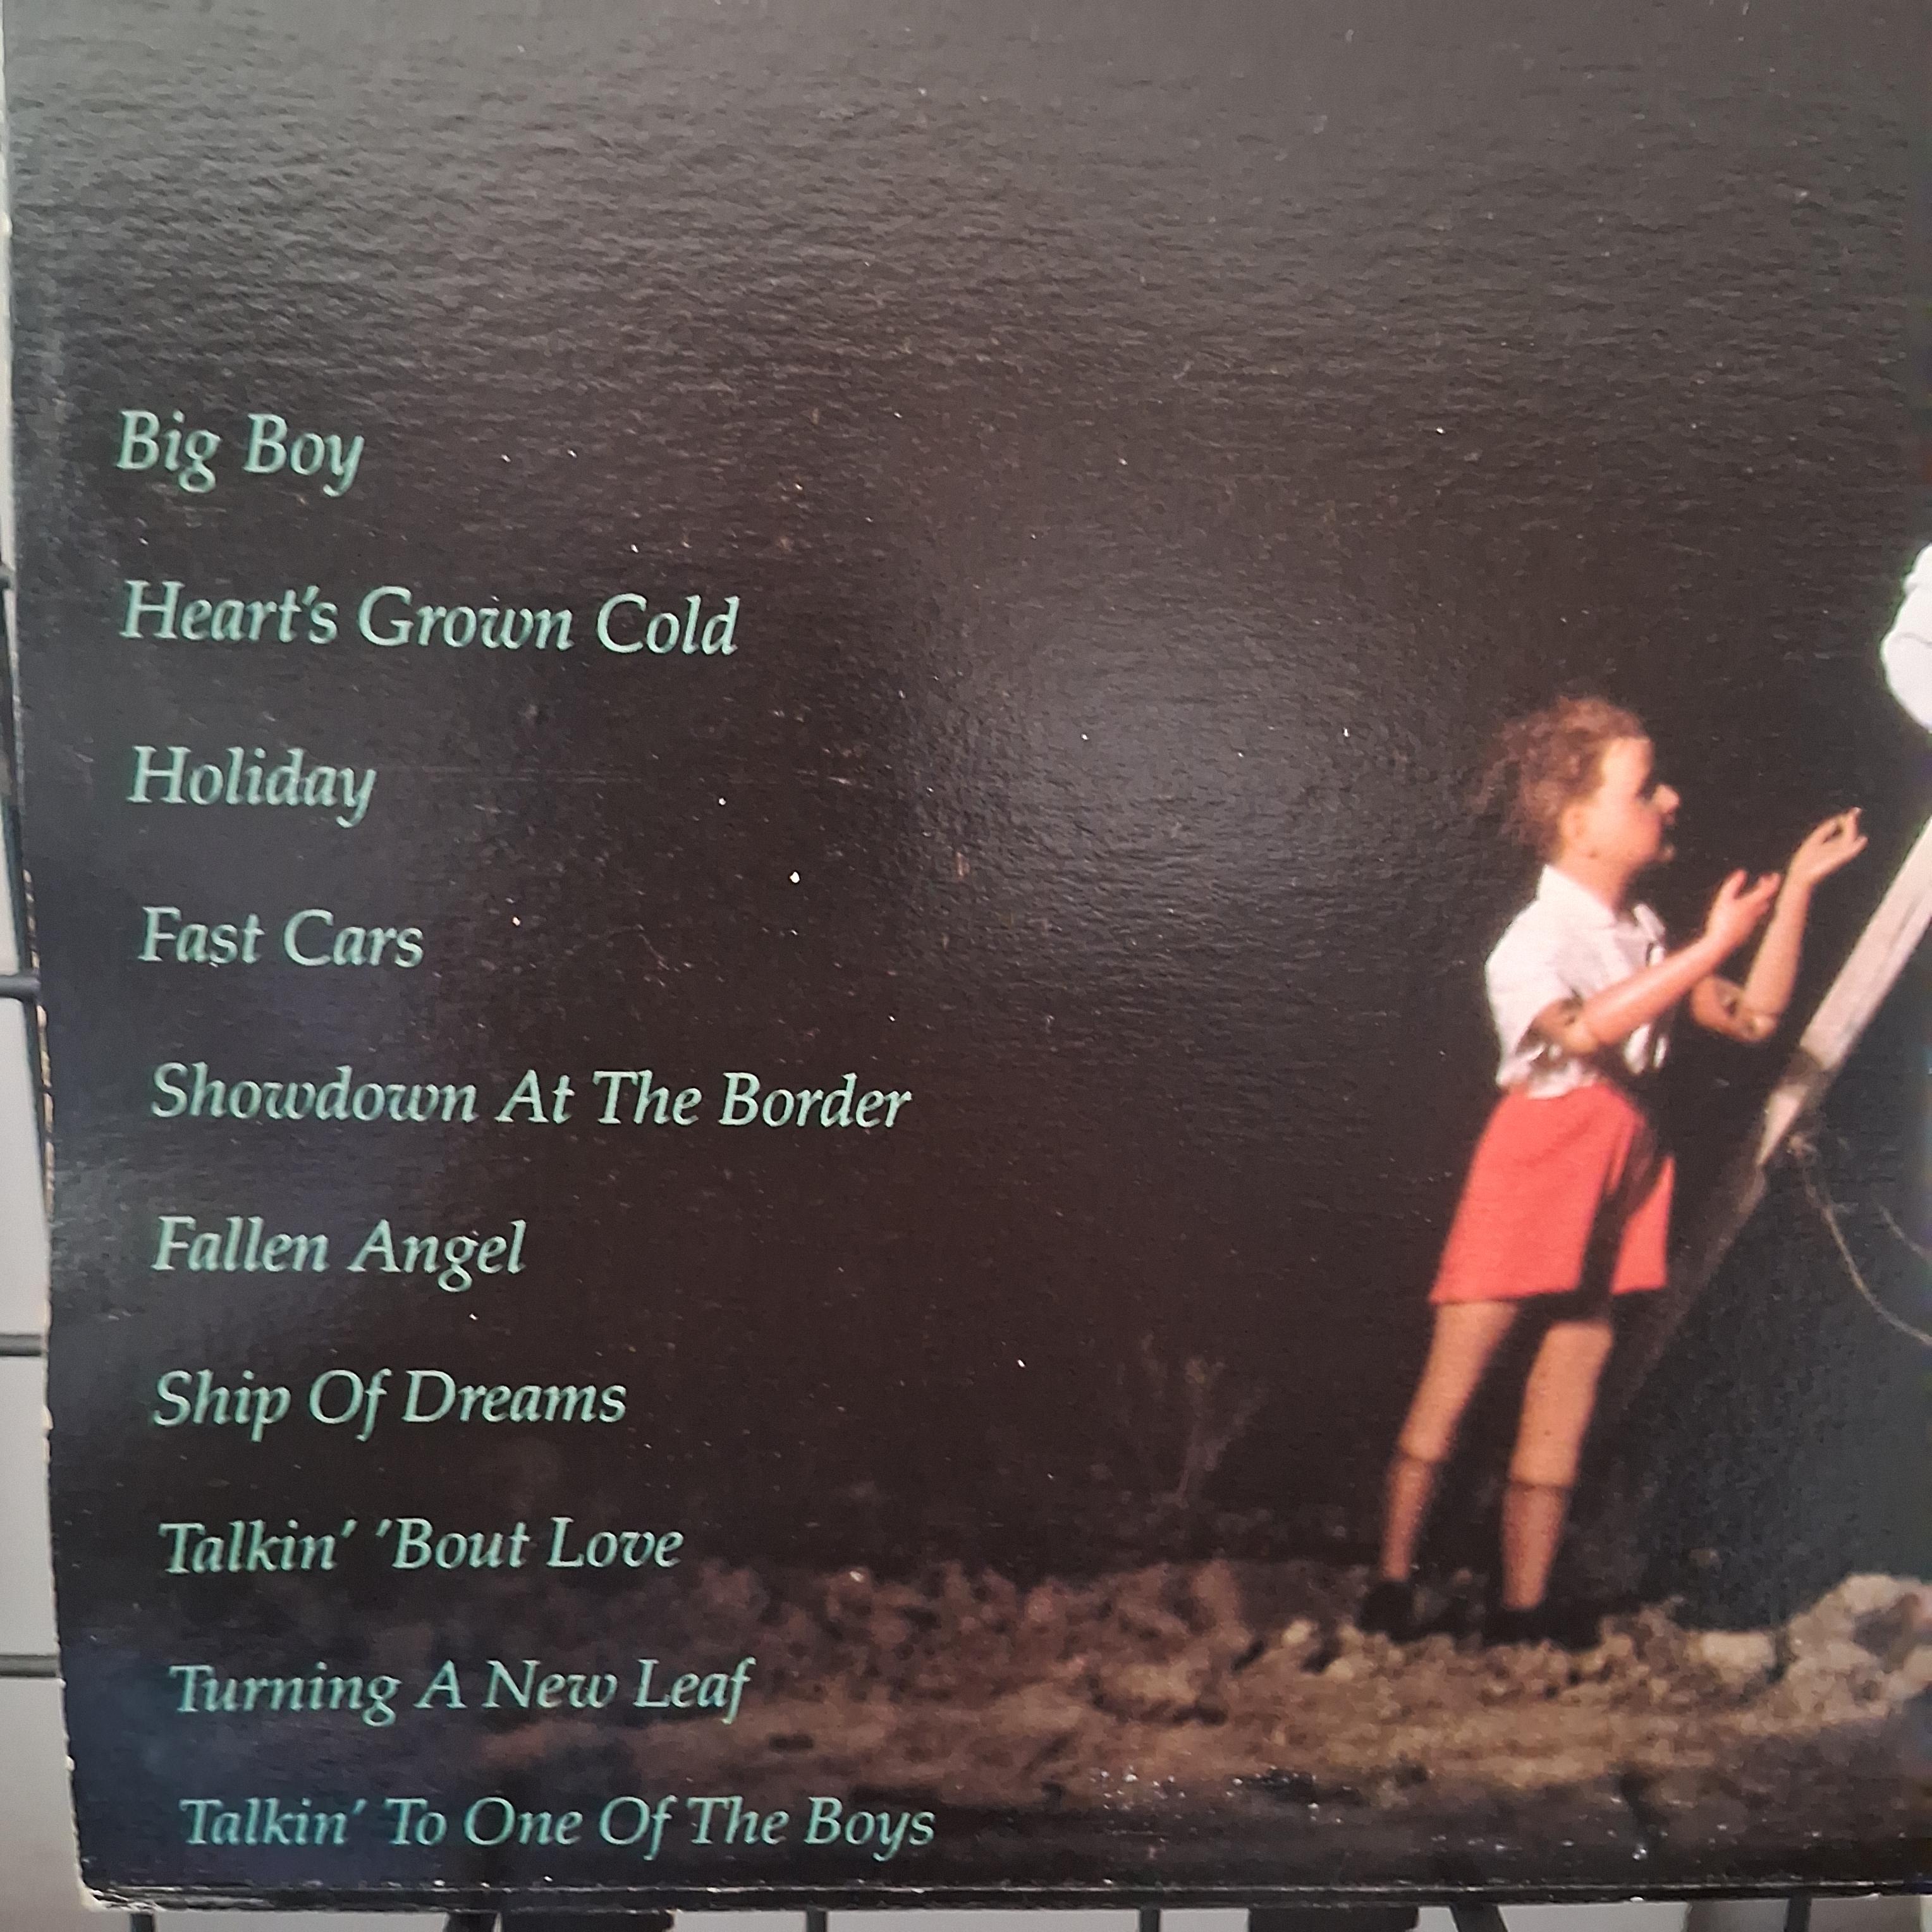 Big Boy
Heart's Grown Cold
Holiday
Fast Cars
Showdown At The Border
Fallen Angel
Ship Of Dreams
Talkin' 'Bout Love
Turning A New Leaf
Talkin' To One Of The Boys